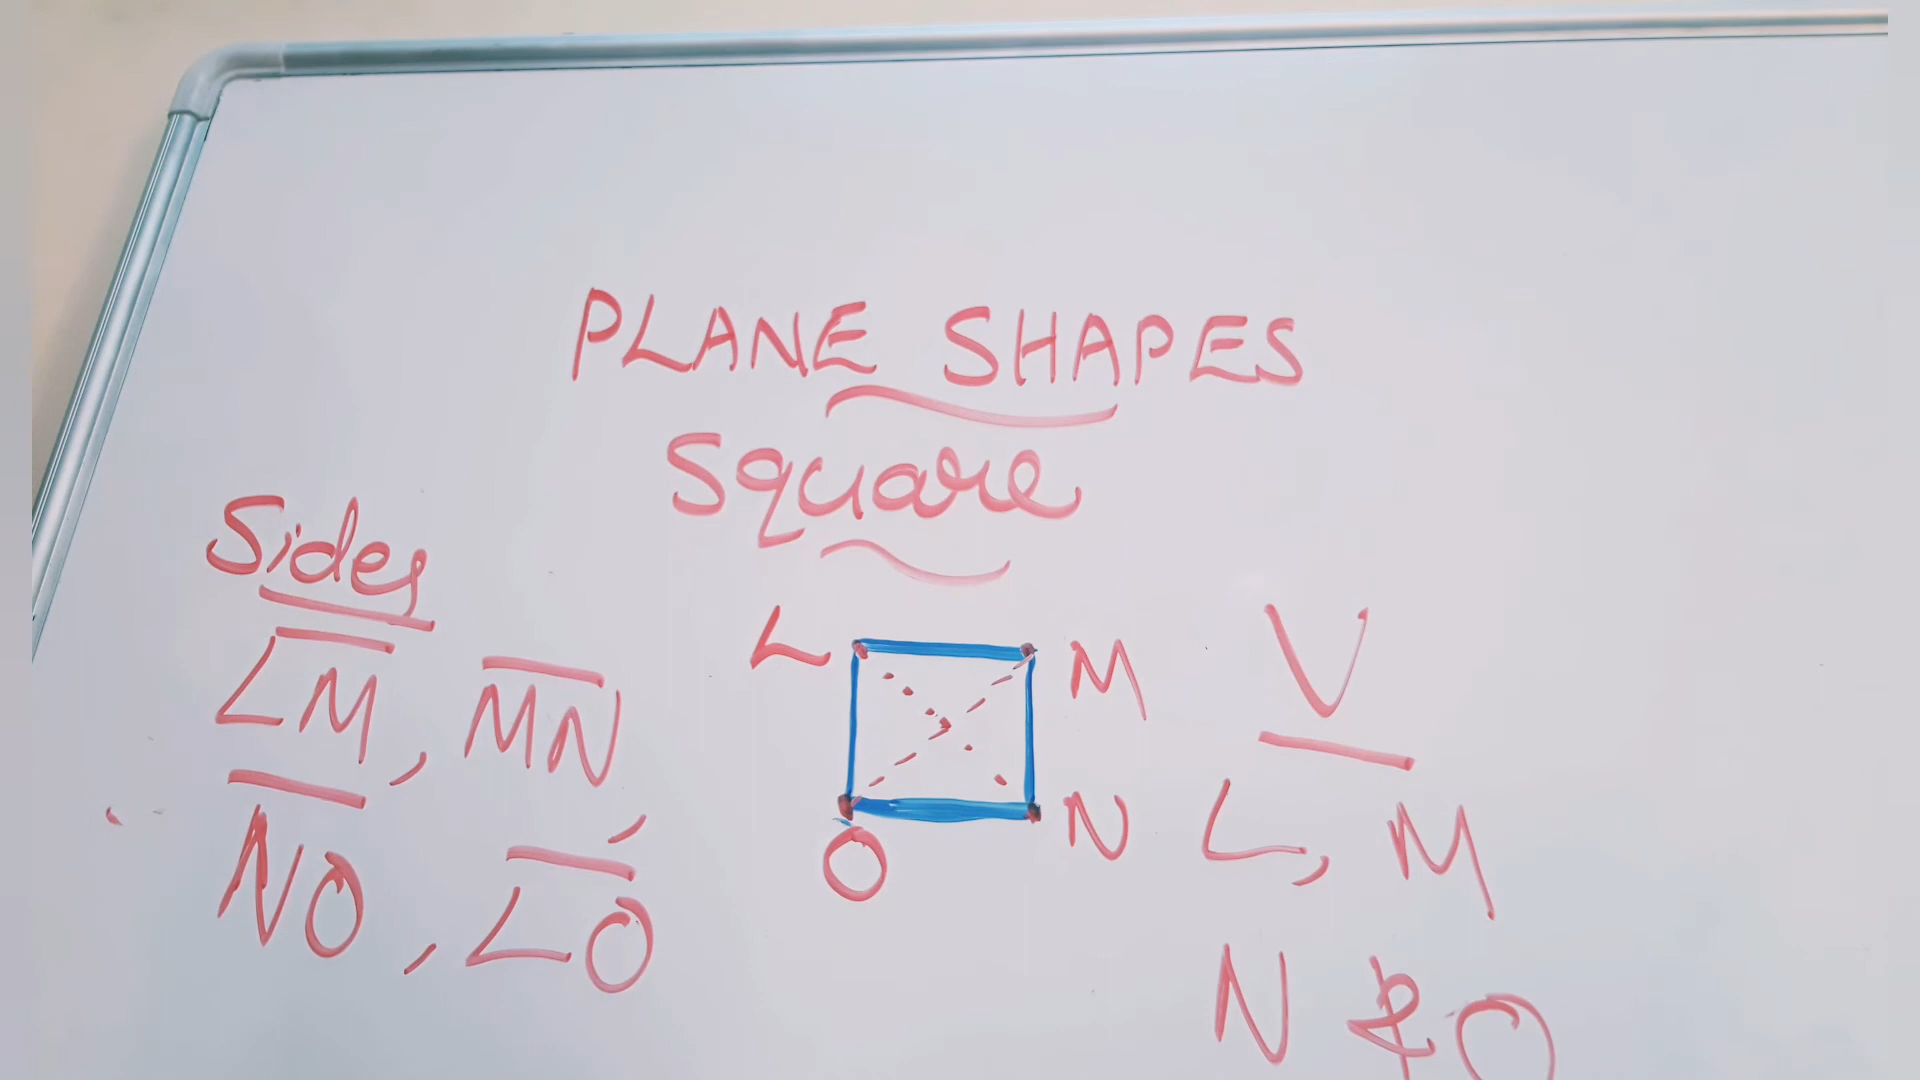 PLANE SHAPES
Square
Sides
LM, MN,
NO, LO
L M
O N
V
L, M
N & O